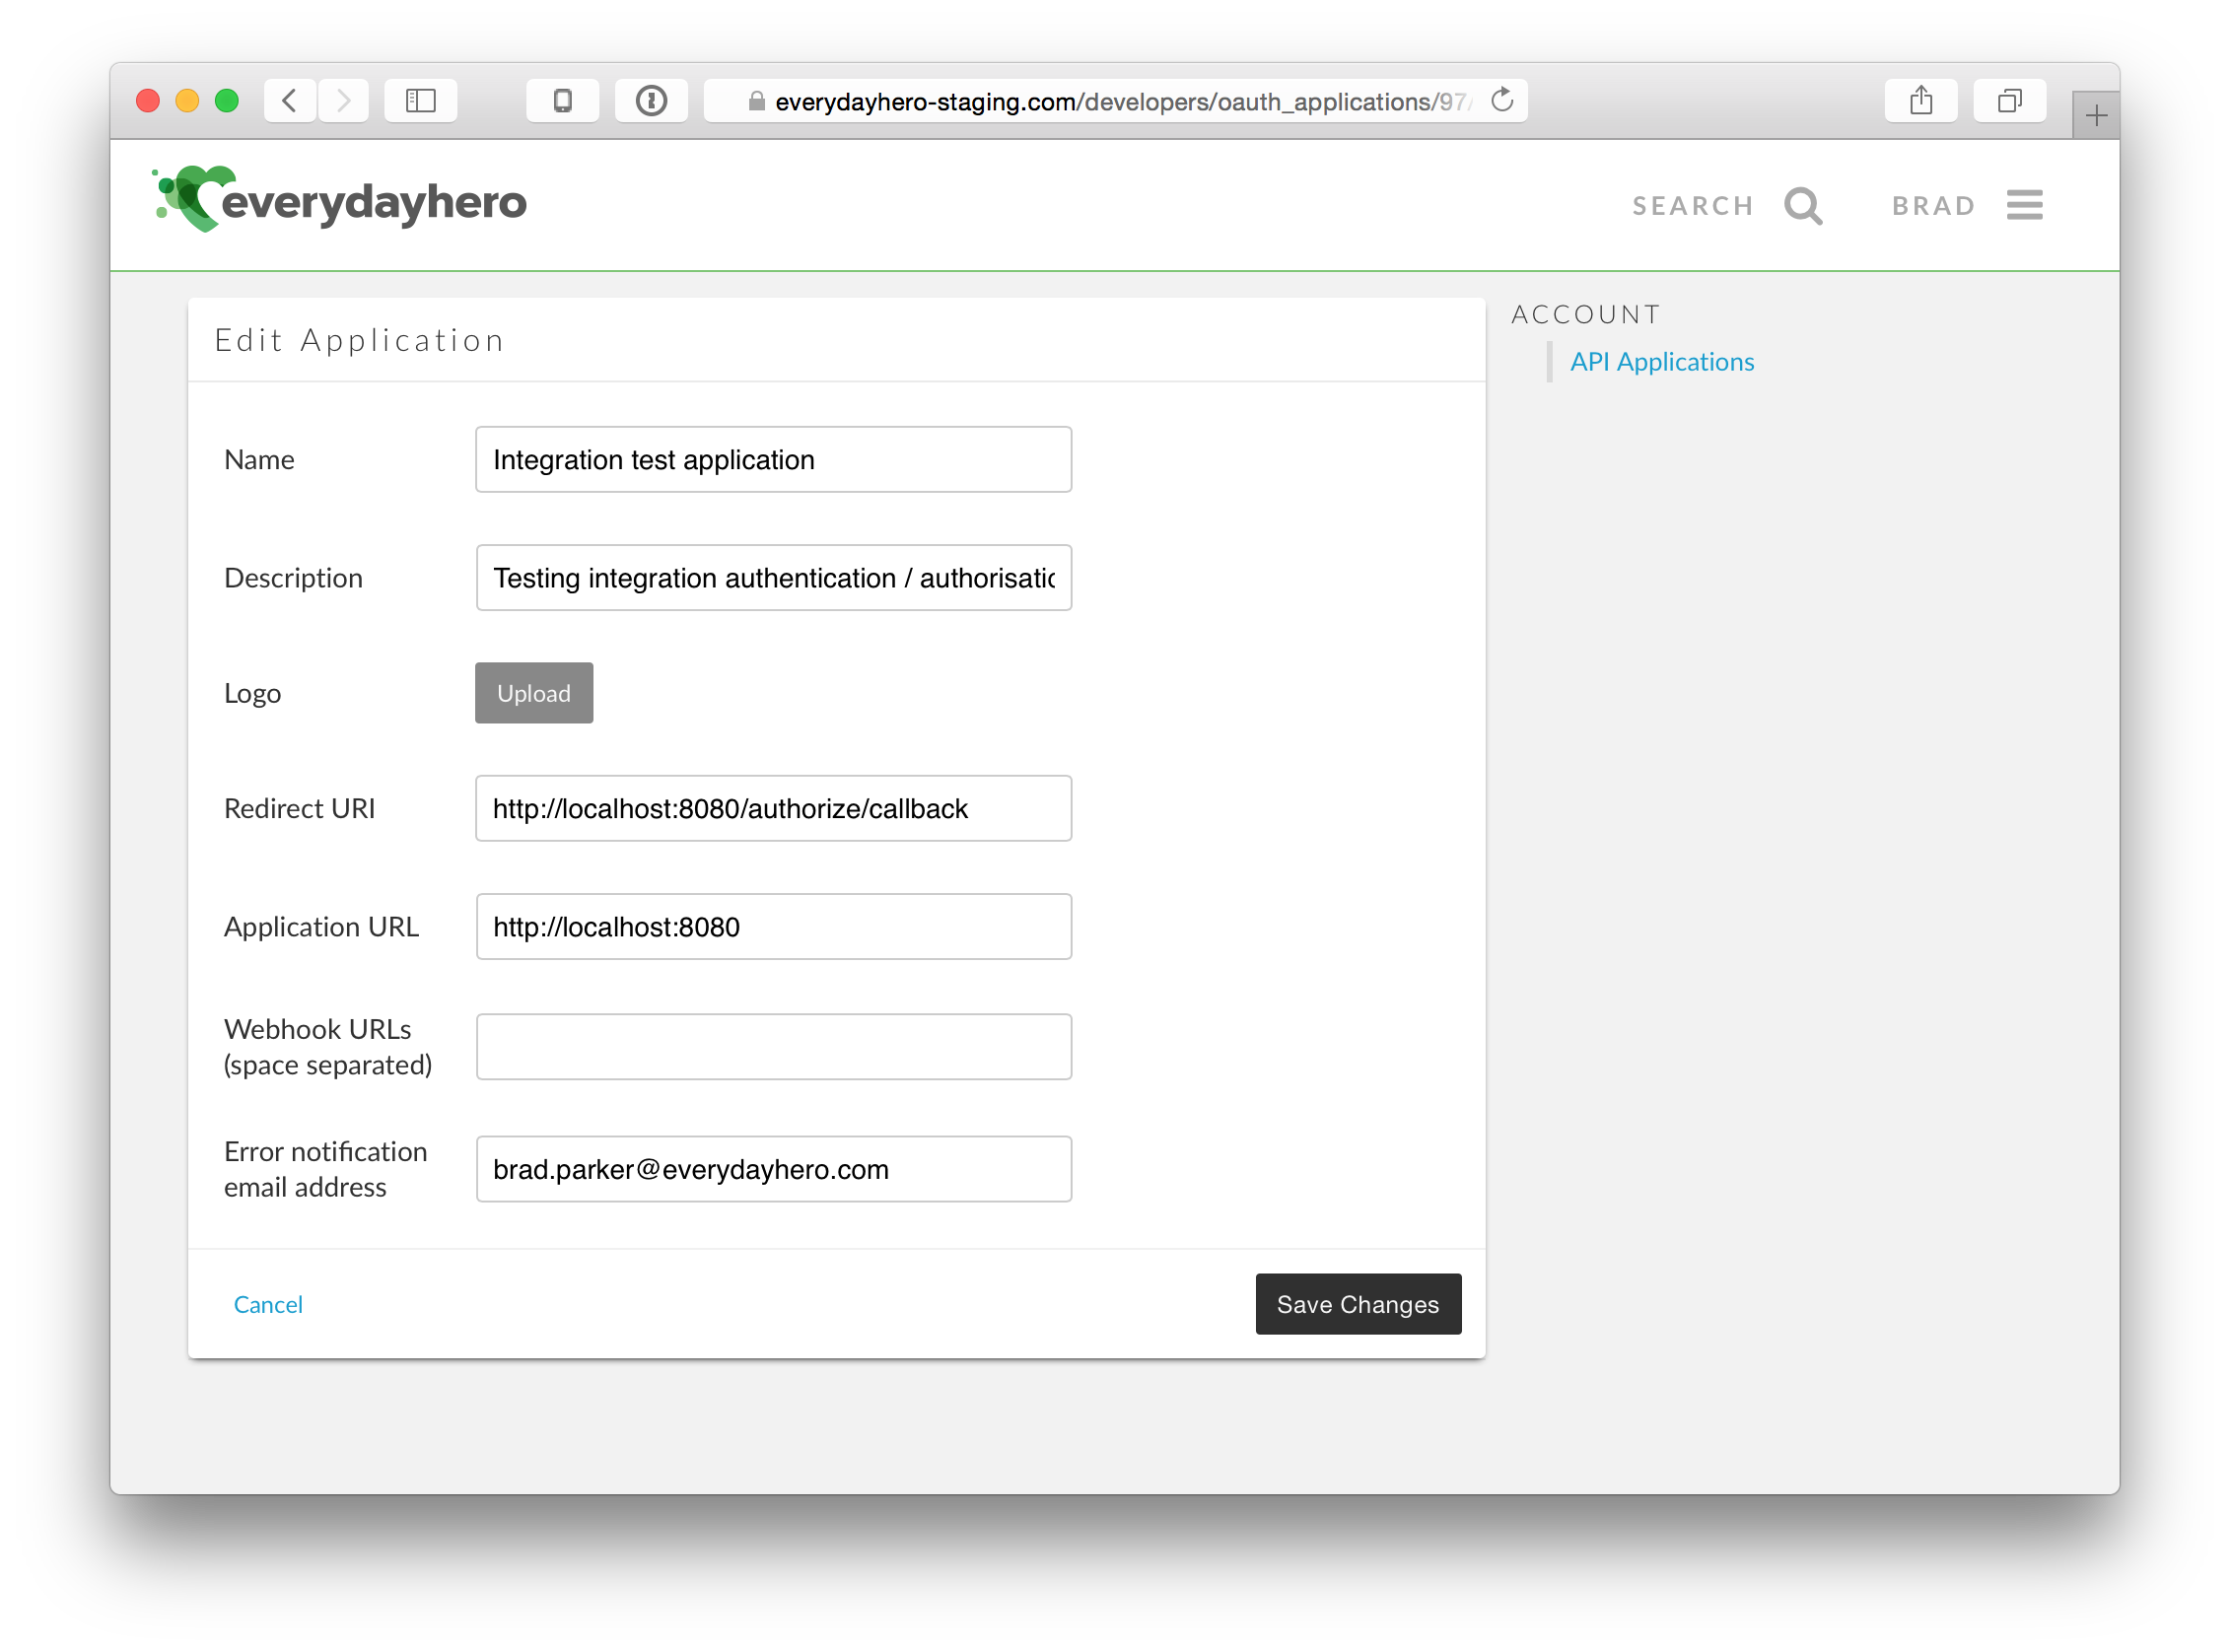 everydayhero-staging.com/developers/oauth_applications/97/
everydayhero
SEARCH
BRAD
Edit Application
ACCOUNT
API Applications
Name
Integration test application
Description
Testing integration authentication / authorisatic
Logo
Upload
Redirect URI
http://localhost:8080/authorize/callback
Application URL
http://localhost:8080
Webhook URLs
(space separated)
Error notification
email address
brad.parker@everydayhero.com
Cancel
Save Changes